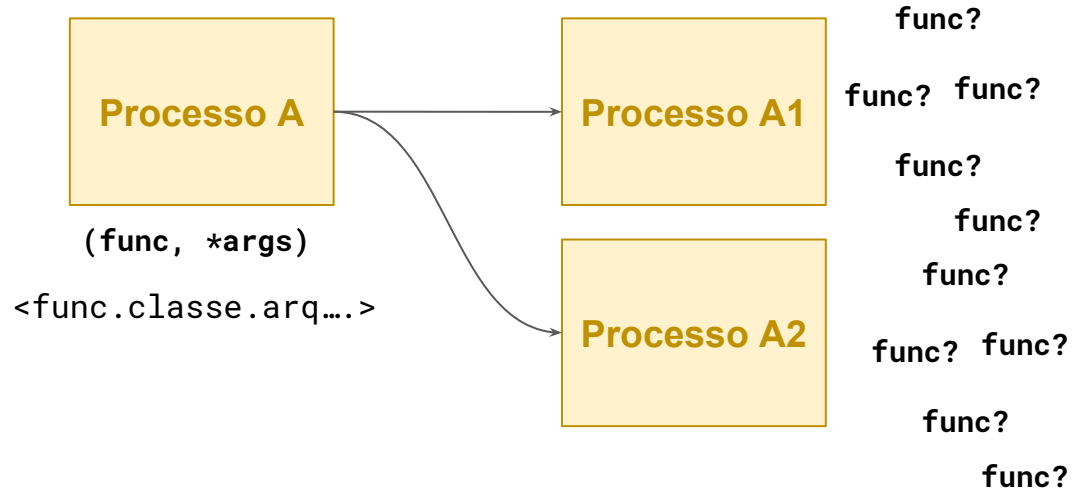 Processo A
(func, *args)
<func.classe.arq….>
Processo A1
func?
func? func?
func?
func?
Processo A2
func?
func? func?
func?
func?